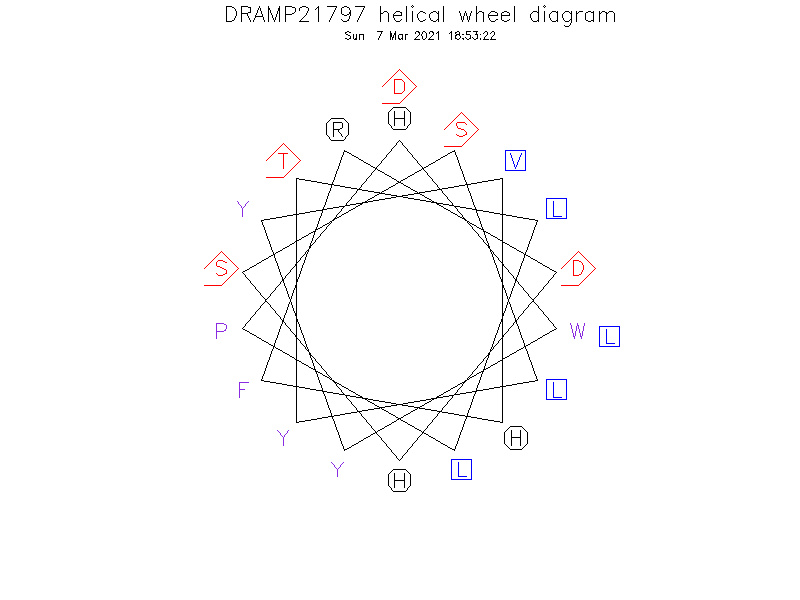 DRAMP21797 helical wheel diagram
Sun 7 Mar 2021 18:53:22
D
R H S
T V
Y L
S D
P W L
F L
Y H
Y H L